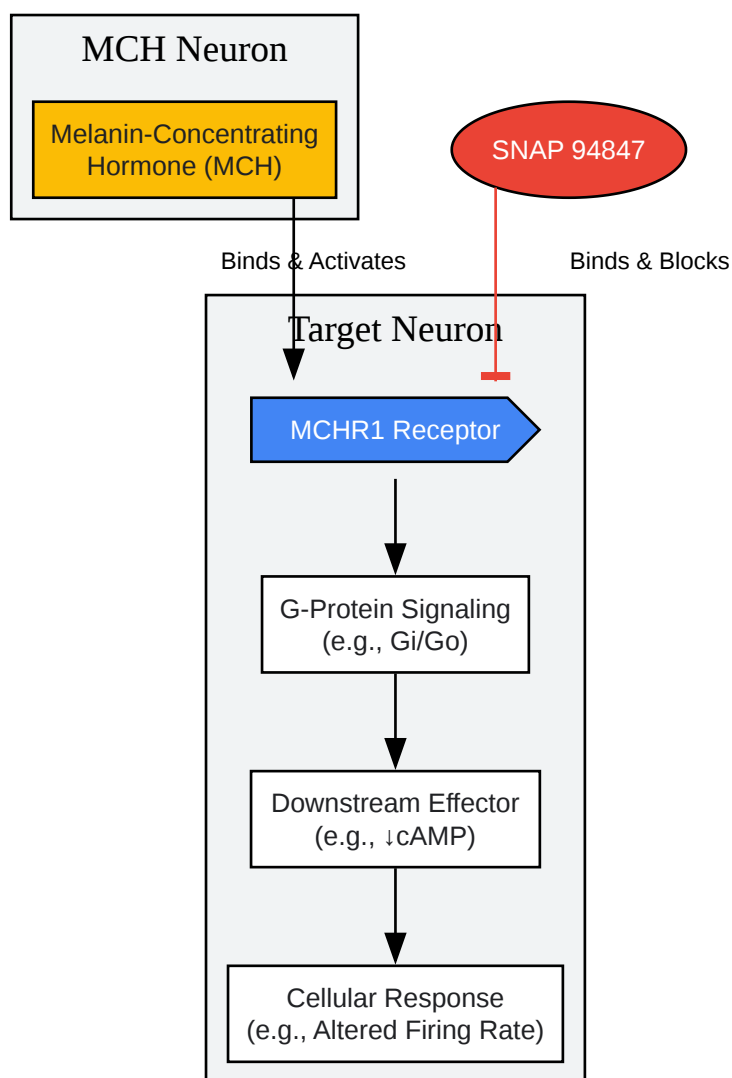 MCH Neuron
Melanin-Concentrating
Hormone (MCH)
SNAP 94847
Binds & Activates
Binds & Blocks
Target Neuron
MCHR1 Receptor
G-Protein Signaling
(e.g., Gi/Go)
Downstream Effector
(e.g., ↓cAMP)
Cellular Response
(e.g., Altered Firing Rate)